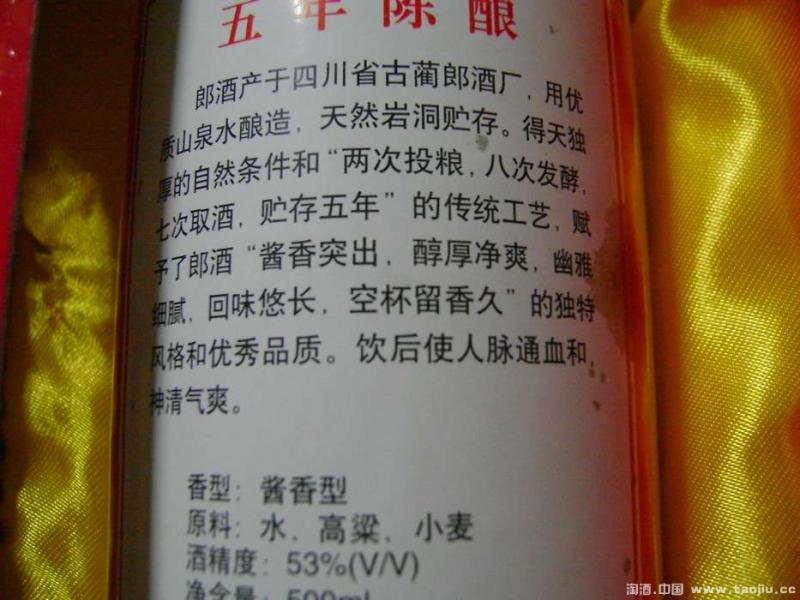 五年陈酿
郎酒产于四川省古蔺郎酒厂，用优
质山泉水酿造，天然岩洞贮存。得天独
厚的自然条件和“两次投粮，八次发酵，
七次取酒，贮存五年”的传统工艺，赋
予了郎酒“酱香突出，醇厚净爽，幽雅
细腻，回味悠长，空杯留香久”的独特
风格和优秀品质。饮后使人脉通血和，
神清气爽。
香型：酱香型
原料：水、高粱、小麦
酒精度：53%(V/V)
净含量：500ml
淘酒.中国 www.taojiu.cc